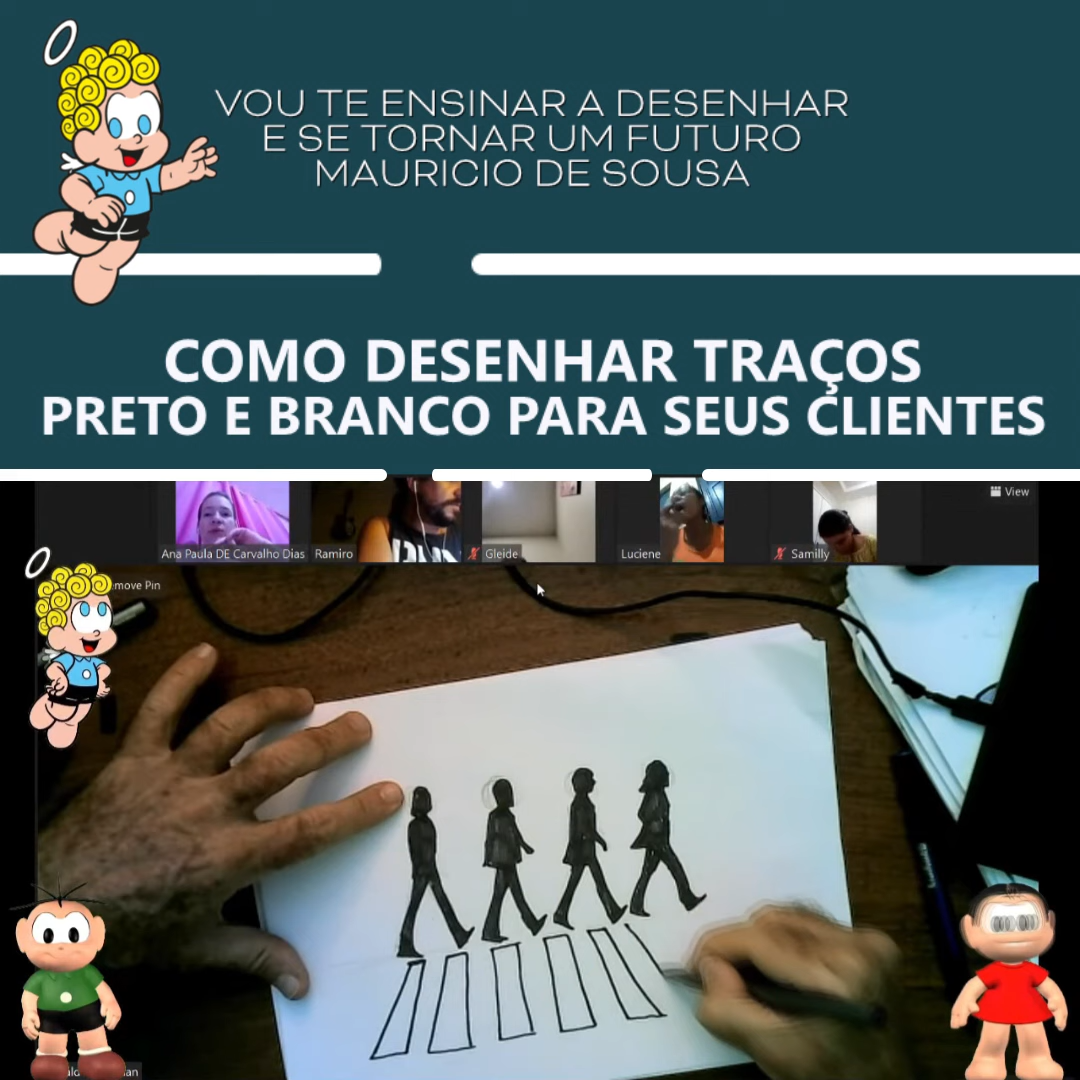 VOU TE ENSINAR A DESENHAR
E SE TORNAR UM FUTURO
MAURICIO DE SOUSA
COMO DESENHAR TRAÇOS
PRETO E BRANCO PARA SEUS CLIENTES
View
Ana Paula DE Carvalho Dias
Ramiro
Gleide
Luciene
Samilly
Pin